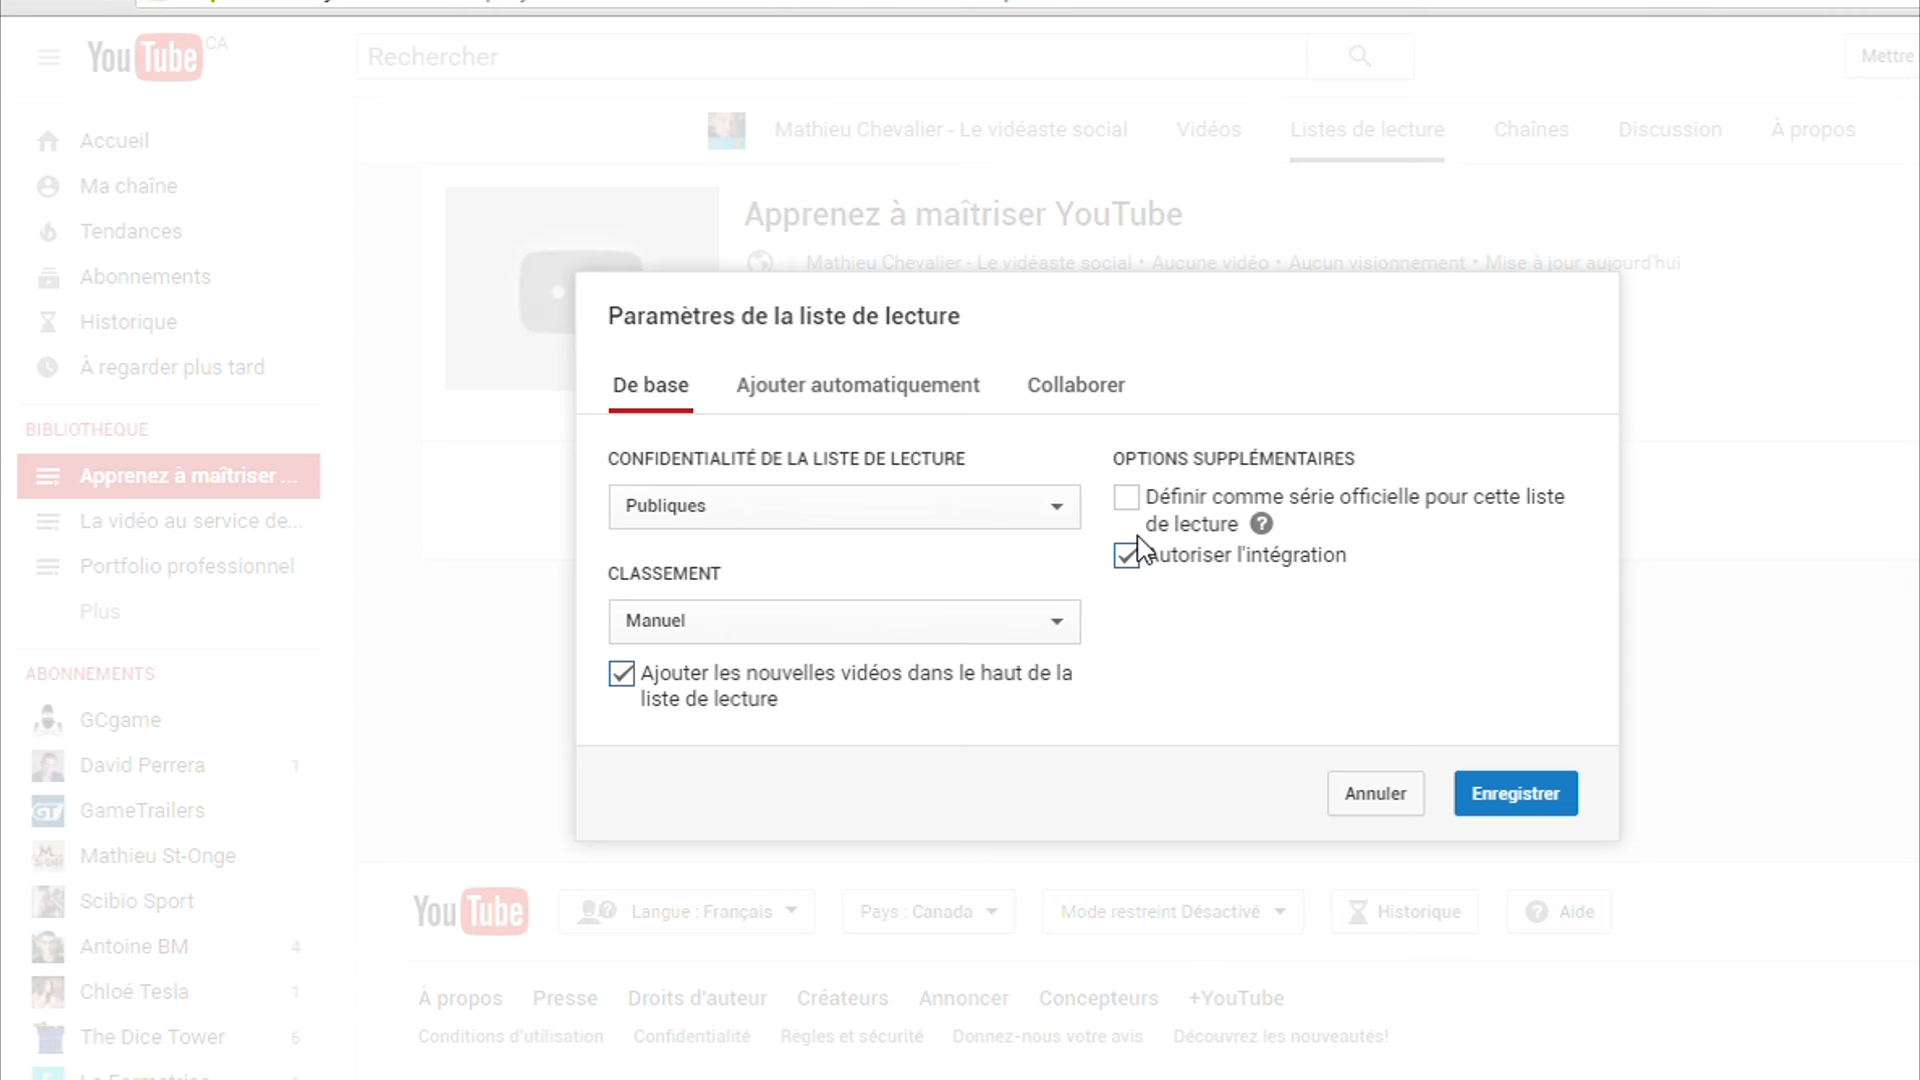 YouTube CA
Rechercher
Mettre
Accueil
Ma chaîne
Tendances
Abonnements
Historique
À regarder plus tard
BIBLIOTHÈQUE
Apprenez à maîtriser ...
La vidéo au service de...
Portfolio professionnel
Plus
ABONNEMENTS
GCgame
David Perrera 1
GameTrailers
Mathieu St-Onge
Scibio Sport
Antoine BM 4
Chloé Tesla 1
The Dice Tower 6
Mathieu Chevalier - Le vidéaste social Vidéos Listes de lecture Chaînes Discussion À propos
Apprenez à maîtriser YouTube
Mathieu Chevalier - Le vidéaste social • Aucune vidéo • Aucun visionnement • Mise à jour aujourd'hui
Paramètres de la liste de lecture
De base Ajouter automatiquement Collaborer
CONFIDENTIALITÉ DE LA LISTE DE LECTURE
Publiques
CLASSEMENT
Manuel
Ajouter les nouvelles vidéos dans le haut de la
liste de lecture
OPTIONS SUPPLÉMENTAIRES
Définir comme série officielle pour cette liste
de lecture ?
Autoriser l'intégration
Annuler Enregistrer
YouTube Langue : Français Pays : Canada Mode restreint Désactivé Historique Aide
À propos Presse Droits d'auteur Créateurs Annoncer Concepteurs +YouTube
Conditions d'utilisation Confidentialité Règles et sécurité Donnez-nous votre avis Découvrez les nouveautés!